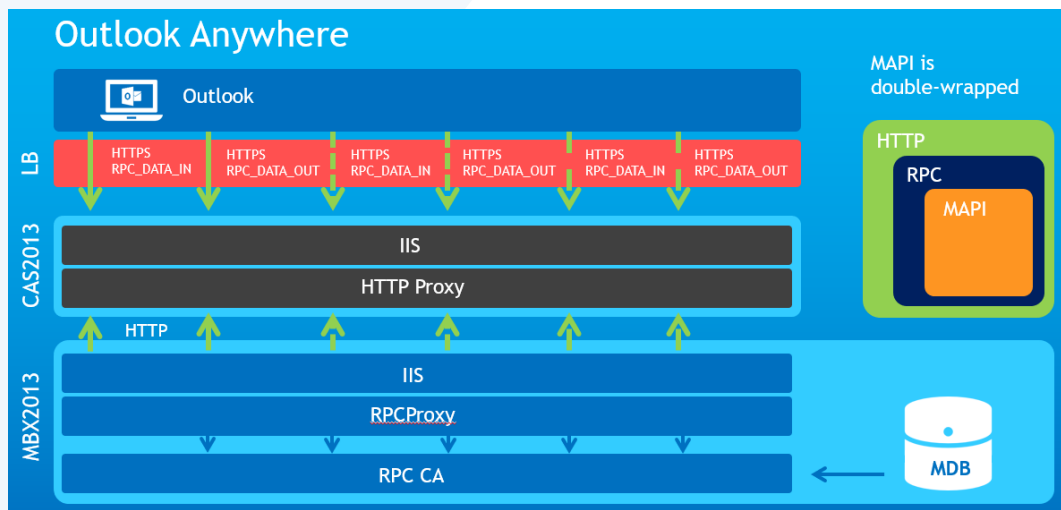 Outlook Anywhere
MAPI is
double-wrapped
Outlook
LB
HTTPS
RPC_DATA_IN
HTTPS
RPC_DATA_OUT
HTTPS
RPC_DATA_IN
HTTPS
RPC_DATA_OUT
HTTPS
RPC_DATA_IN
HTTPS
RPC_DATA_OUT
HTTP
RPC
MAPI
CAS2013
IIS
HTTP Proxy
HTTP
MBX2013
IIS
RPCProxy
RPC CA
MDB